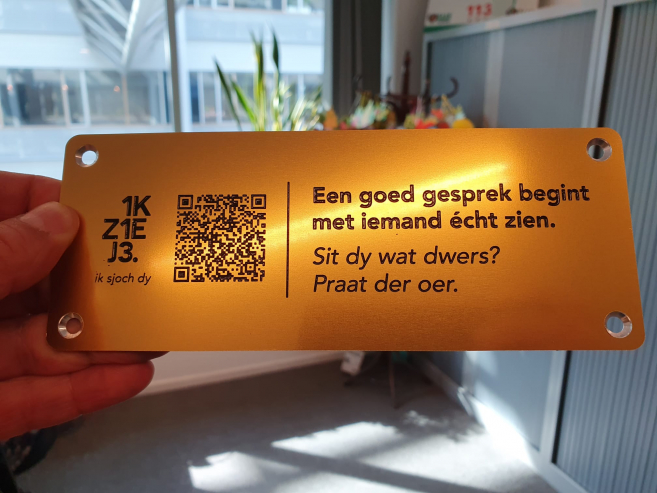 113
1K
Z1E
J3.
ik sjoch dy
Een goed gesprek begint
met iemand écht zien.
Sit dy wat dwers?
Praat der oer.